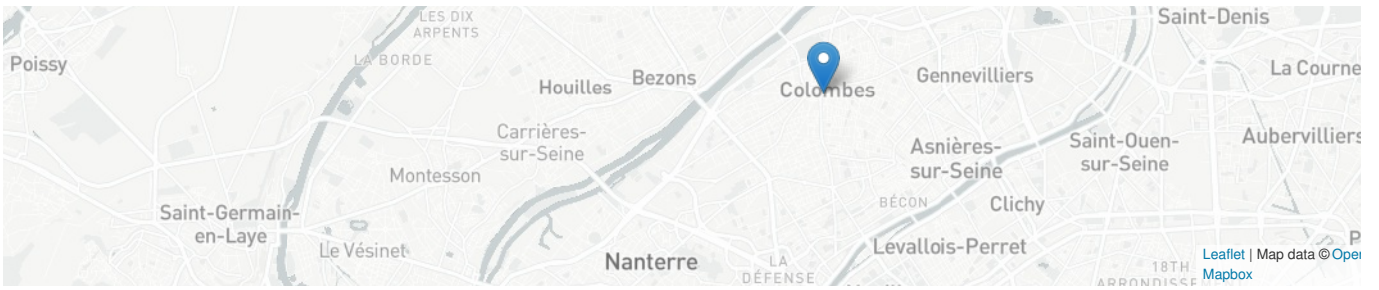 LES DIX
ARPENTS
Saint-Denis
Poissy
LA BORDE
La Courne
Houilles
Bezons
Colombes
Gennevilliers
Carrières-
sur-Seine
Asnières-
sur-Seine
Saint-Ouen-
sur-Seine
Aubervilliers
Montesson
BÉCON
Clichy
Saint-Germain-
en-Laye
Le Vésinet
Nanterre
LA
DÉFENSE
Levallois-Perret
18TH
ARRONDISSE
P
Leaflet | Map data © Oper
Mapbox